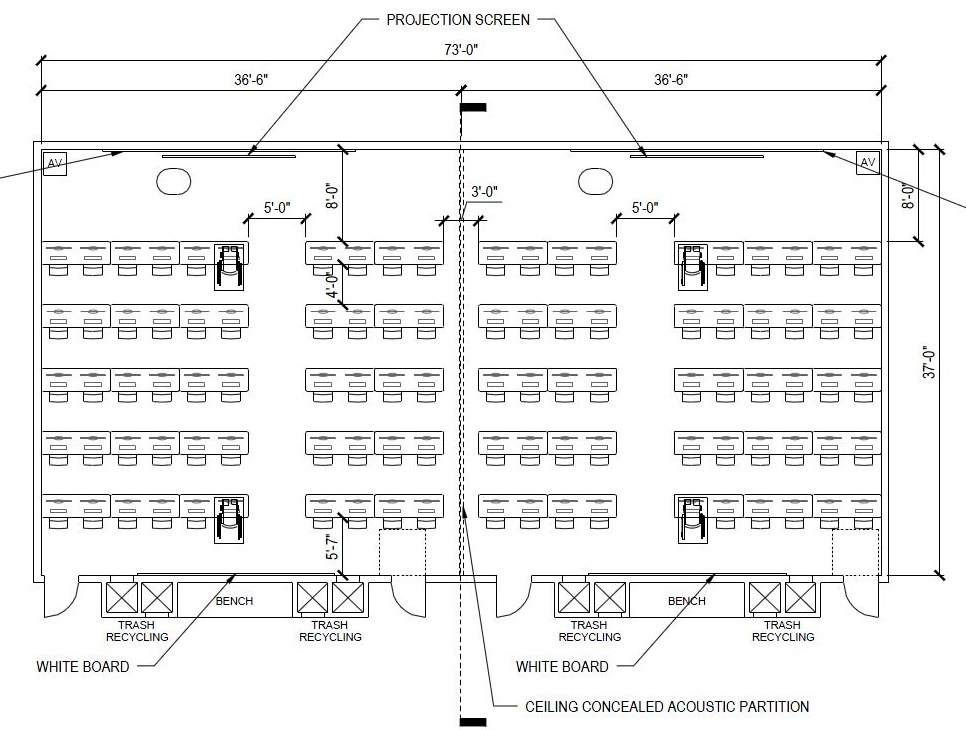 PROJECTION SCREEN
73'-0"
36'-6"
36'-6"
AV
AV
8'-0"
3'-0"
8'-0"
5'-0"
5'-0"
4'-0"
37'-0"
5'-7"
BENCH
BENCH
TRASH
RECYCLING
TRASH
RECYCLING
TRASH
RECYCLING
TRASH
RECYCLING
WHITE BOARD
WHITE BOARD
CEILING CONCEALED ACOUSTIC PARTITION